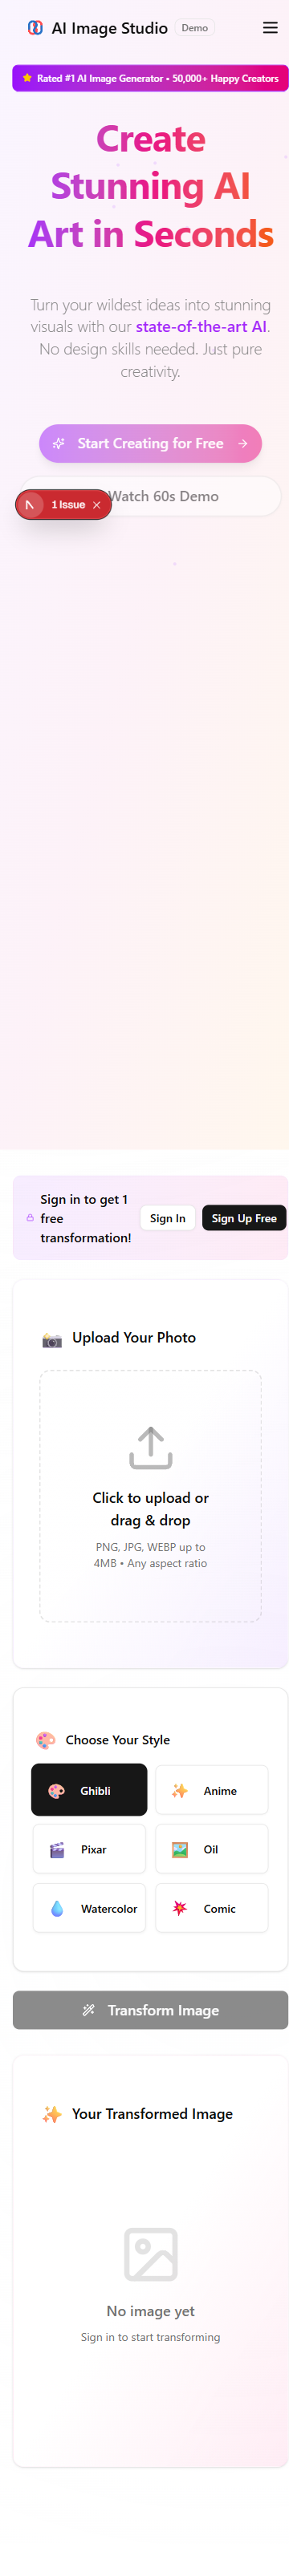 AI Image Studio Demo
⭐ Rated #1 AI Image Generator • 50,000+ Happy Creators
Create
Stunning AI
Art in Seconds
Turn your wildest ideas into stunning
visuals with our state-of-the-art AI.
No design skills needed. Just pure
creativity.
Start Creating for Free →
Watch 60s Demo
1 Issue
Sign in to get 1
free
transformation!
Sign In
Sign Up Free
Upload Your Photo
Click to upload or
drag & drop
PNG, JPG, WEBP up to
4MB • Any aspect ratio
Choose Your Style
Ghibli
Anime
Pixar
Oil
Watercolor
Comic
Transform Image
Your Transformed Image
No image yet
Sign in to start transforming